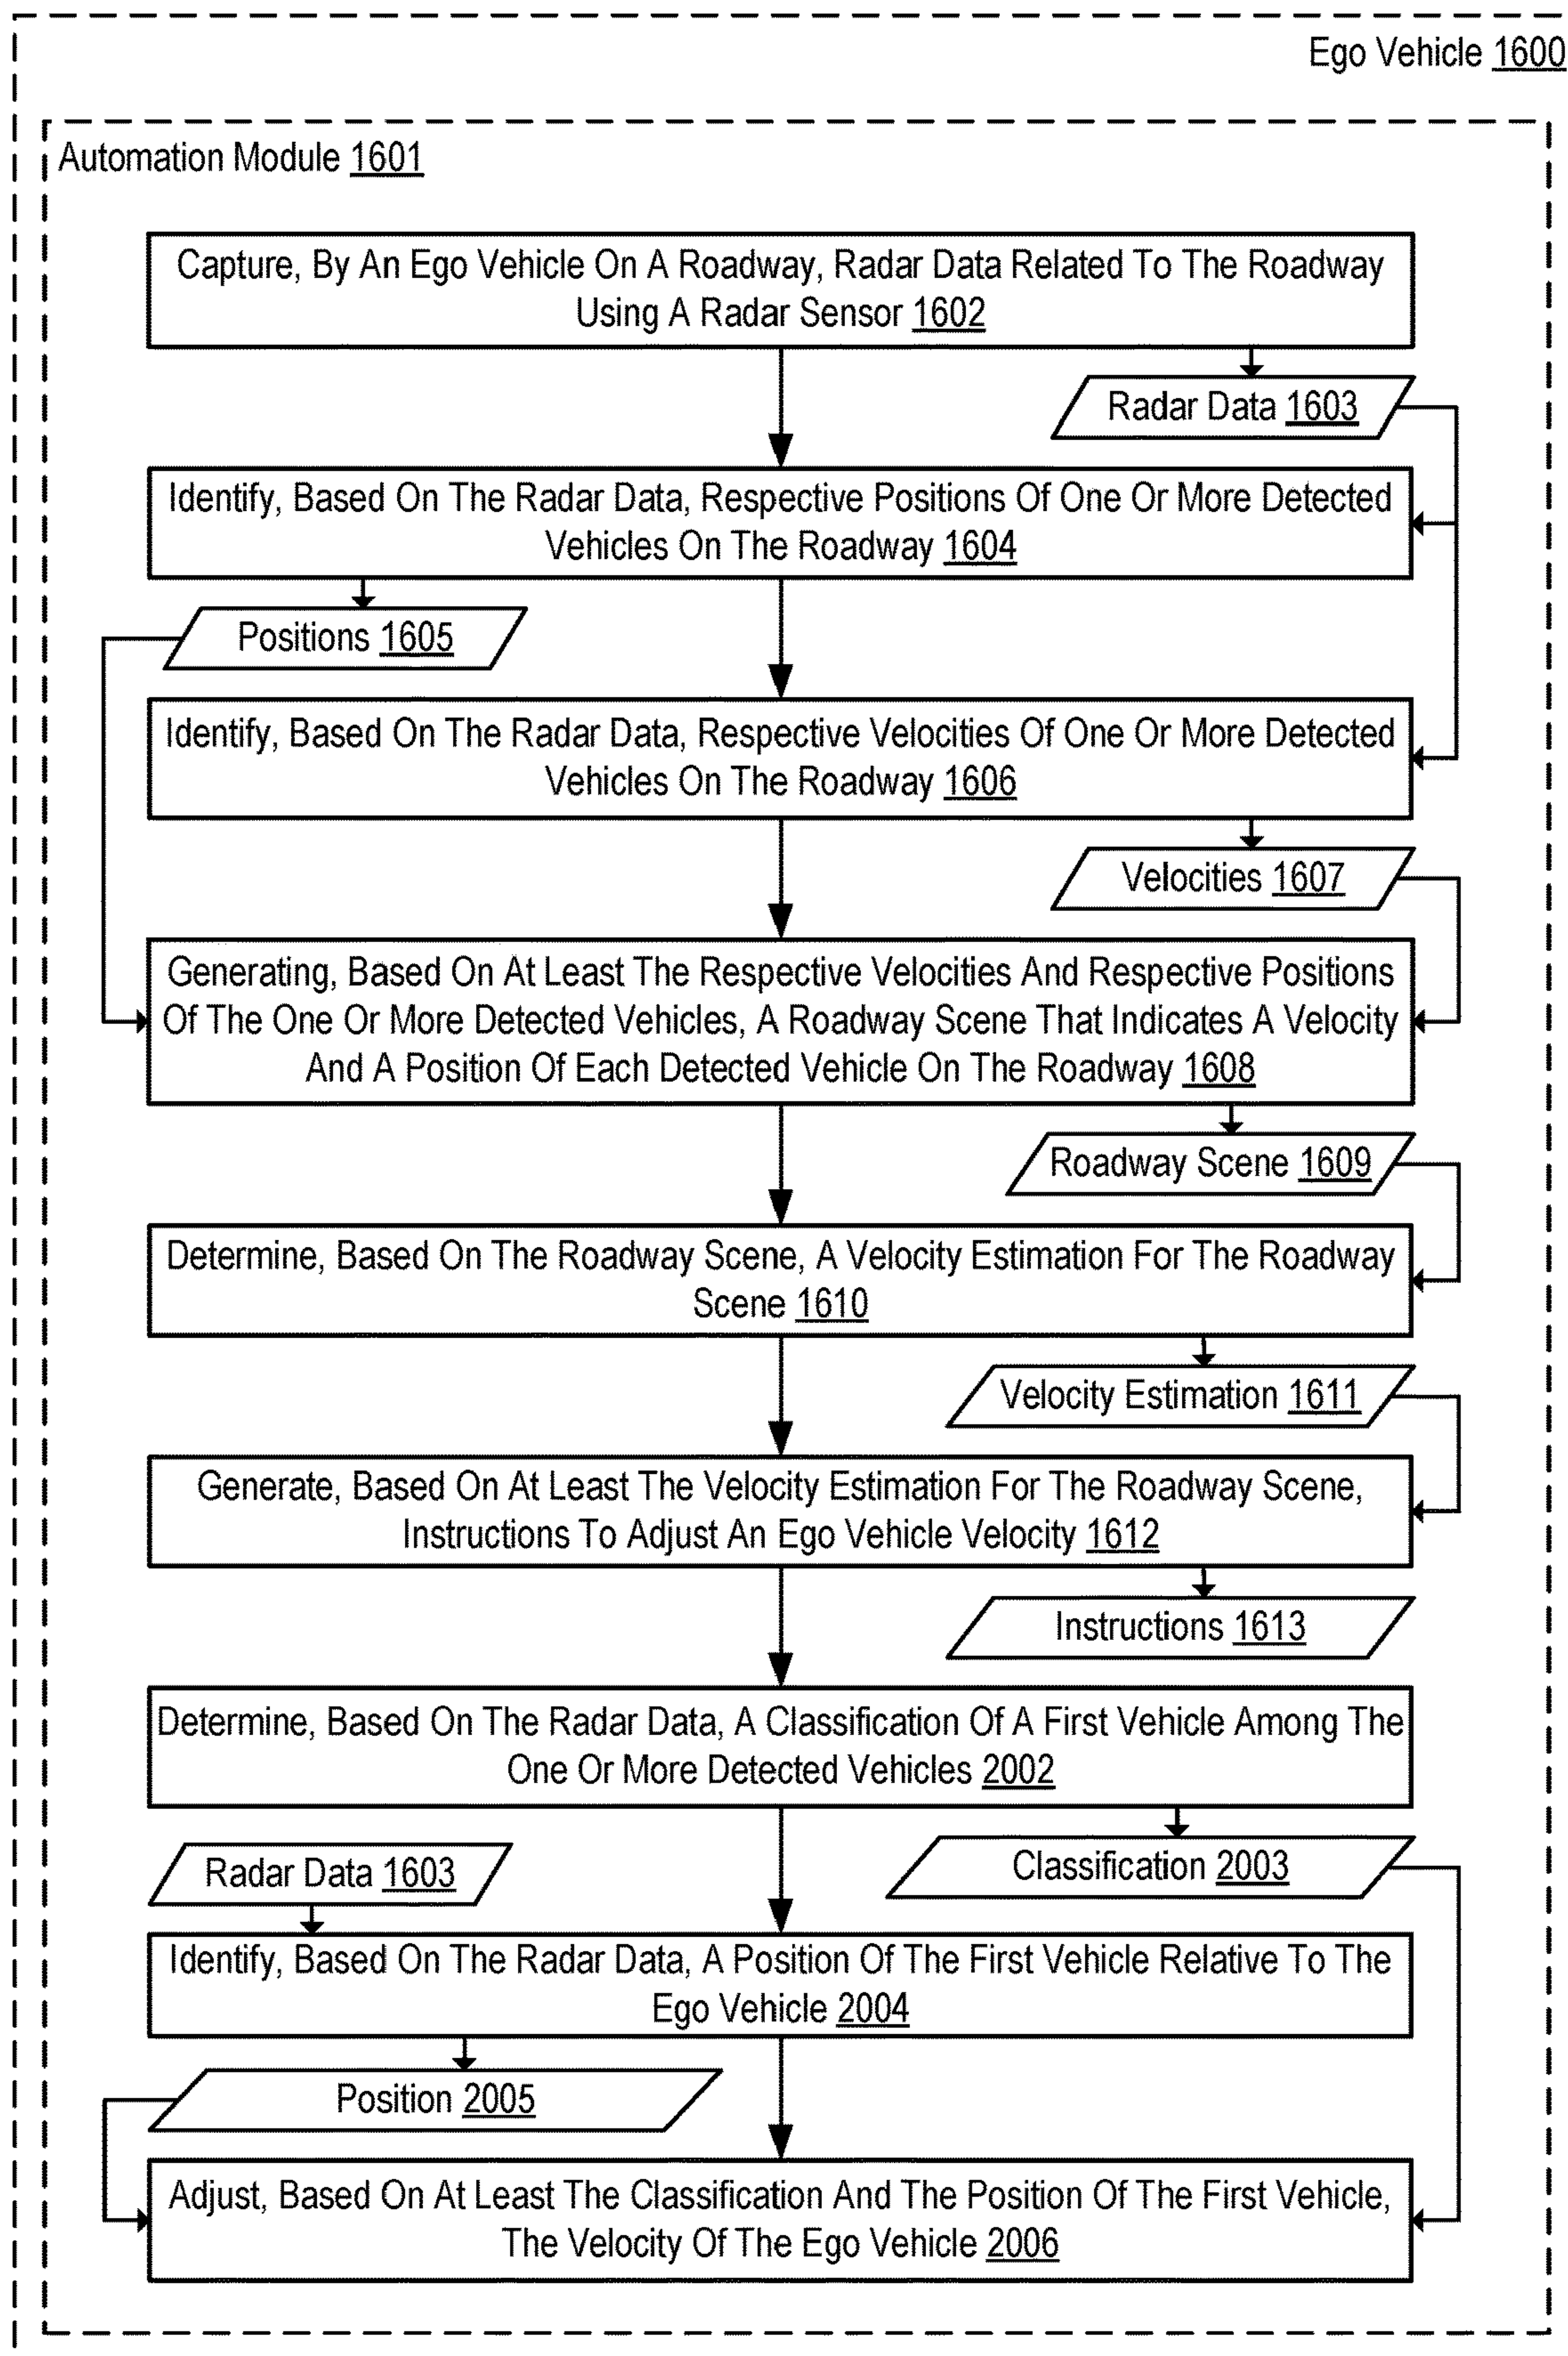 Ego Vehicle 1600
Automation Module 1601
Capture, By An Ego Vehicle On A Roadway, Radar Data Related To The Roadway
Using A Radar Sensor 1602
Radar Data 1603
Identify, Based On The Radar Data, Respective Positions Of One Or More Detected
Vehicles On The Roadway 1604
Positions 1605
Identify, Based On The Radar Data, Respective Velocities Of One Or More Detected
Vehicles On The Roadway 1606
Velocities 1607
Generating, Based On At Least The Respective Velocities And Respective Positions
Of The One Or More Detected Vehicles, A Roadway Scene That Indicates A Velocity
And A Position Of Each Detected Vehicle On The Roadway 1608
Roadway Scene 1609
Determine, Based On The Roadway Scene, A Velocity Estimation For The Roadway
Scene 1610
Velocity Estimation 1611
Generate, Based On At Least The Velocity Estimation For The Roadway Scene,
Instructions To Adjust An Ego Vehicle Velocity 1612
Instructions 1613
Determine, Based On The Radar Data, A Classification Of A First Vehicle Among The
One Or More Detected Vehicles 2002
Radar Data 1603
Classification 2003
Identify, Based On The Radar Data, A Position Of The First Vehicle Relative To The
Ego Vehicle 2004
Position 2005
Adjust, Based On At Least The Classification And The Position Of The First Vehicle,
The Velocity Of The Ego Vehicle 2006